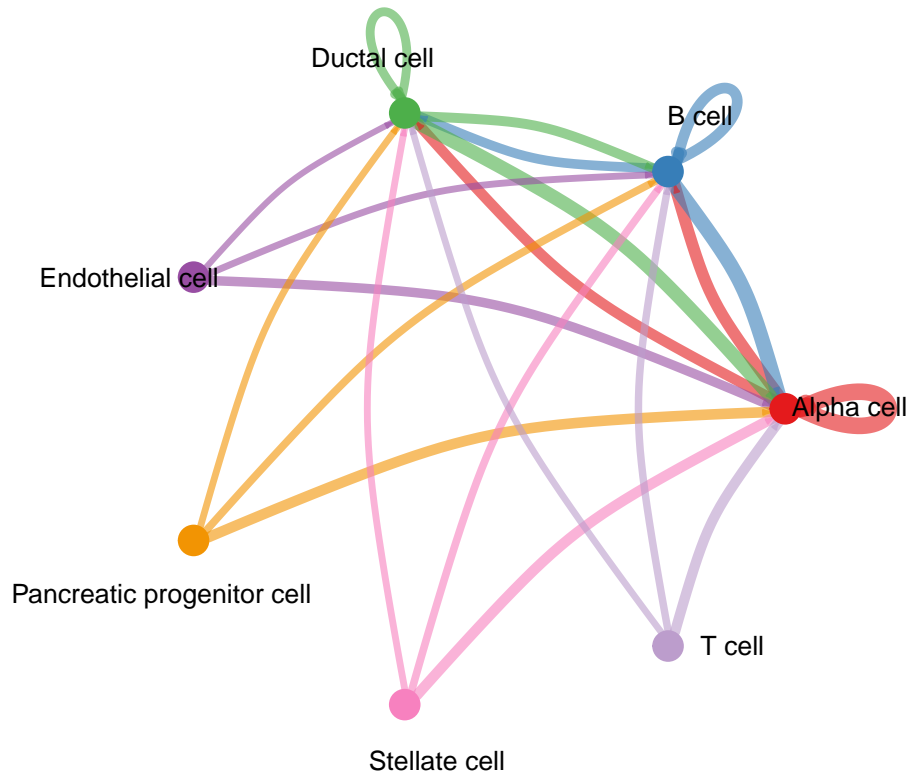 Ductal cell
B cell
Endothelial cell
Alpha cell
Pancreatic progenitor cell
T cell
Stellate cell